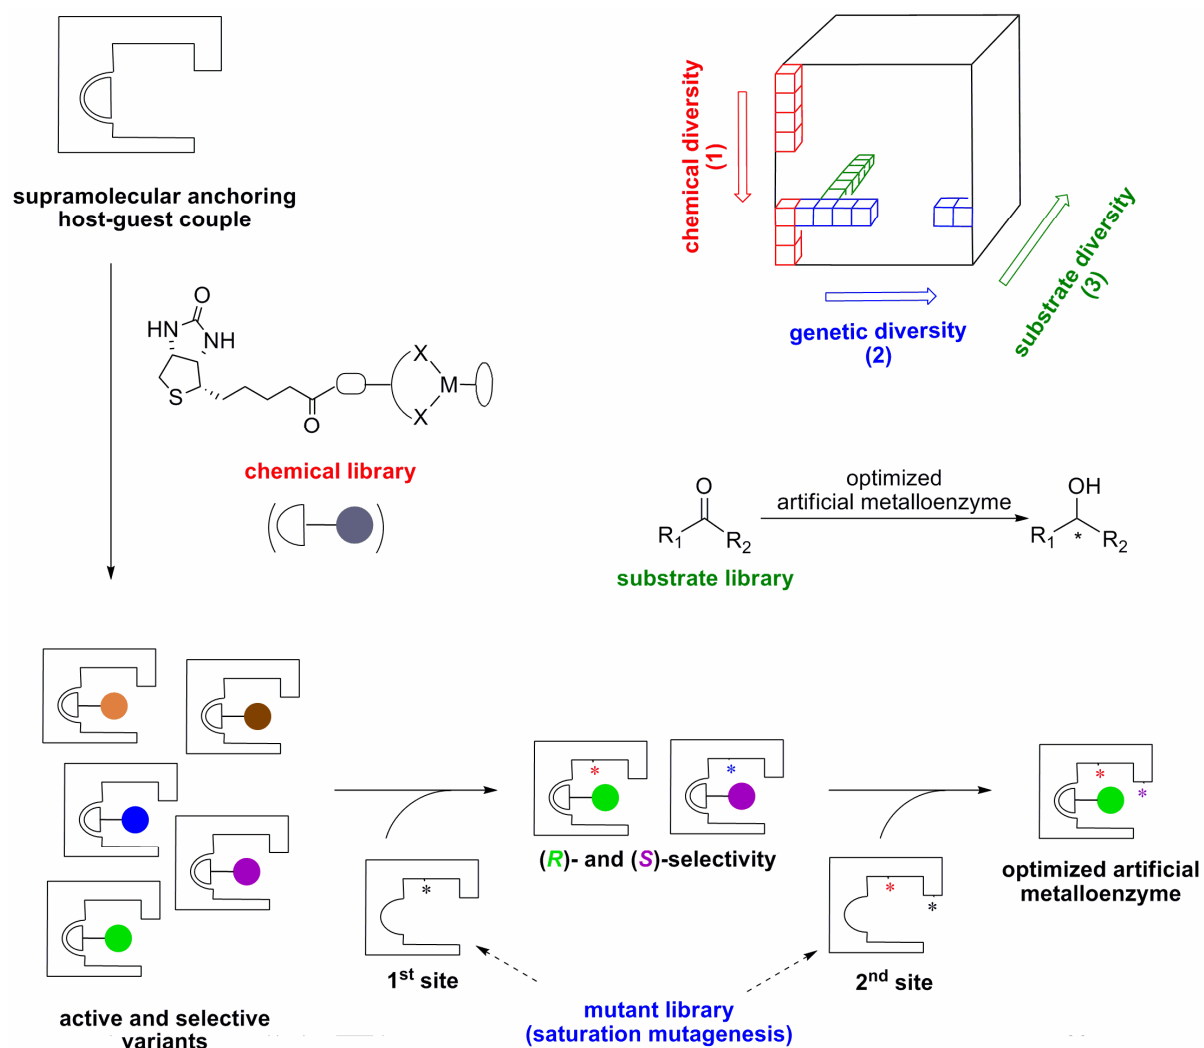 supramolecular anchoring
host-guest couple
chemical diversity
(1)
genetic diversity
(2)
substrate diversity
(3)
O
HN
NH
S
O
X
X
M
chemical library
O
R1
R2
substrate library
optimized
artificial metalloenzyme
OH
R1
*
R2
*
*
(R)- and (S)-selectivity
*
*
optimized artificial
metalloenzyme
*
1st site
*
*
2nd site
mutant library
(saturation mutagenesis)
active and selective
variants